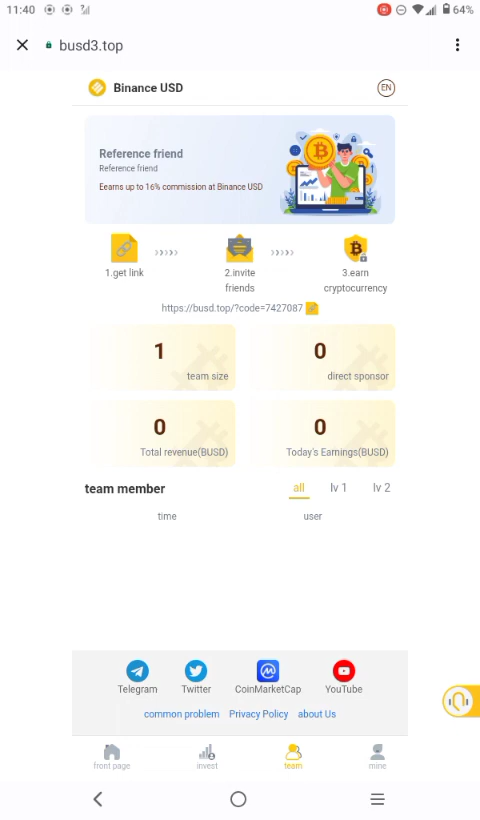 11:40
64%
busd3.top
Binance USD
EN
Reference friend
Reference friend
Eearns up to 16% commission at Binance USD
1.get link
2.invite friends
3.earn cryptocurrency
https://busd.top/?code=7427087
1
team size
0
direct sponsor
0
Total revenue(BUSD)
0
Today's Earnings(BUSD)
team member
all
lv 1
lv 2
time
user
Telegram
Twitter
CoinMarketCap
YouTube
common problem
Privacy Policy
about Us
front page
invest
team
mine